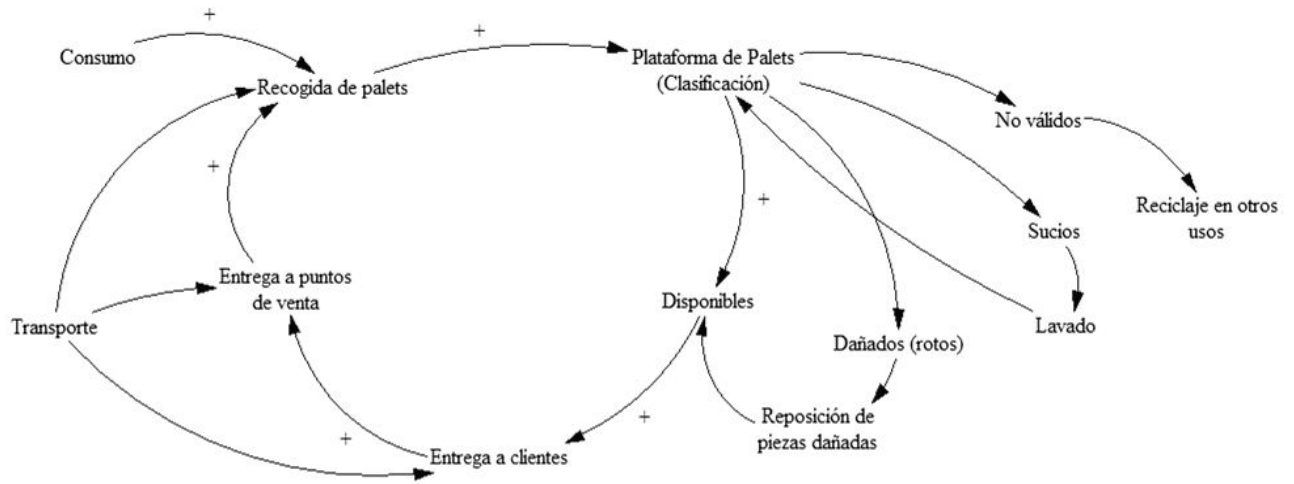 +
Consumo
+
Plataforma de Palets
(Clasificación)
Recogida de palets
No válidos
+
+
Reciclaje en otros
usos
Sucios
Entrega a puntos
de venta
Disponibles
Transporte
Lavado
Dañados (rotos)
+
Reposición de
piezas dañadas
+
Entrega a clientes